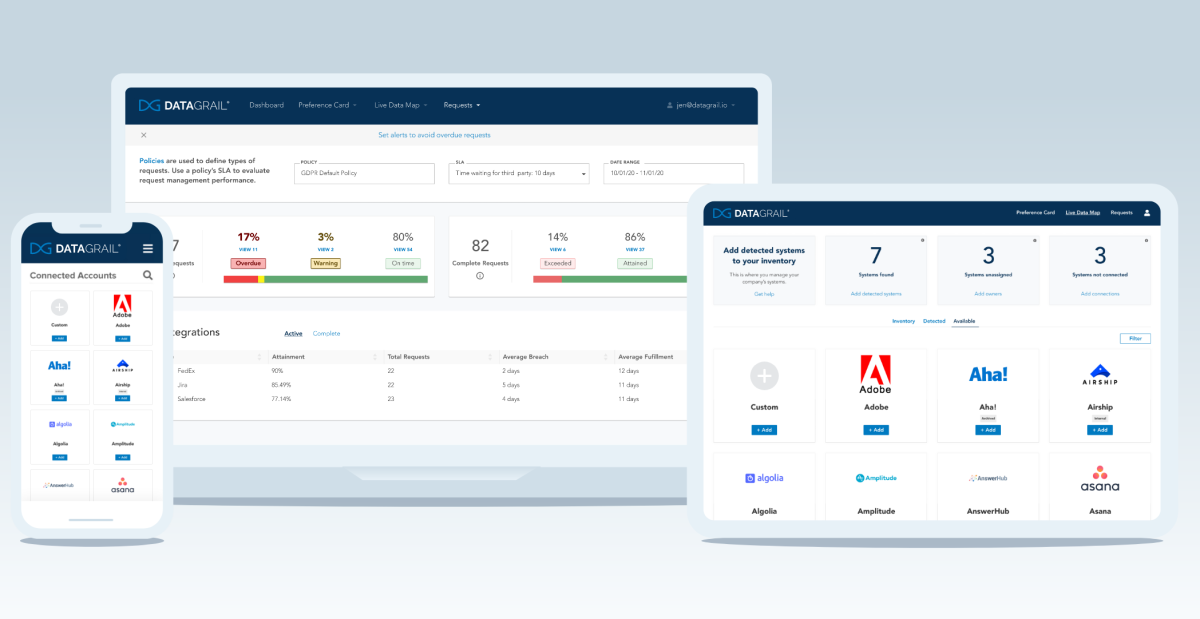 DATAGRAIL
Dashboard
Preference Card
Live Data Map
Requests
jen@datagrail.io
Set alerts to avoid overdue requests
Policies are used to define types of
requests. Use a policy's SLA to evaluate
request management performance.
POLICY
GDPR Default Policy
SLA
Time waiting for third party: 10 days
DATE RANGE
10/01/20 - 11/01/20
7
equests
17%
VIEW 11
Overdue
3%
VIEW 2
Warning
80%
VIEW 54
On time
82
Complete Requests
14%
VIEW 6
Exceeded
86%
VIEW 37
Attained
tegrations
Active
Complete
Attainment
Total Requests
Average Breach
Average Fufillment
FedEx
90%
22
2 days
12 days
Jira
85.49%
22
5 days
11 days
Salesforce
77.14%
23
4 days
11 days
DATAGRAIL
Connected Accounts
Custom
+ Add
Adobe
Adobe
+ Add
Aha!
Aha!
+ Add
AIRSHIP
Airship
+ Add
algolia
Algolia
+ Add
Amplitude
Amplitude
+ Add
AnswerHub
asana
DATAGRAIL
Preference Card
Live Data Map
Requests
Add detected systems
to your inventory
This is where you manage your
company's systems.
Get help
7
Systems found
Add detected systems
3
Systems unassigned
Add owners
3
Systems not connected
Add connections
Inventory
Detected
Available
Filter
Custom
+ Add
Adobe
Adobe
+ Add
Aha!
Aha!
+ Add
AIRSHIP
Airship
+ Add
algolia
Algolia
Amplitude
Amplitude
AnswerHub
AnswerHub
asana
Asana